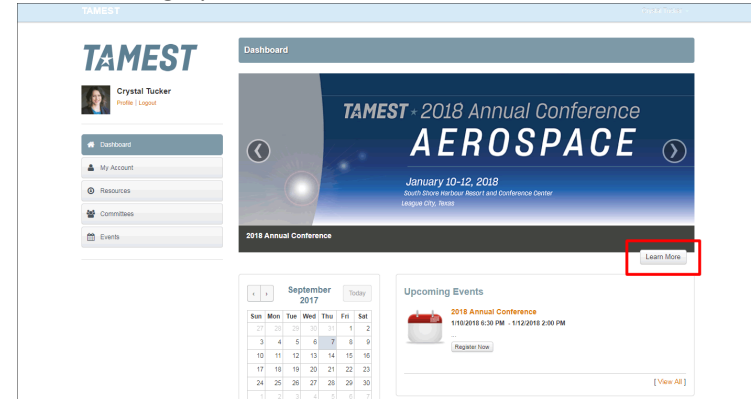 TAMEST
TAMEST
Crystal Tucker
Profile | Logout
Dashboard
My Account
Resources
Committees
Events
Dashboard
TAMEST ★ 2018 Annual Conference
AEROSPACE
January 10-12, 2018
South Shore Harbour Resort and Conference Center
League City, Texas
2018 Annual Conference
Learn More
‹ › September 2017 Today
Sun Mon Tue Wed Thu Fri Sat
27 28 29 30 31 1 2
3 4 5 6 7 8 9
10 11 12 13 14 15 16
17 18 19 20 21 22 23
24 25 26 27 28 29 30
1 2 3 4 5 6 7
Upcoming Events
2018 Annual Conference
1/10/2018 6:30 PM - 1/12/2018 2:00 PM
...
Register Now
[ View All ]